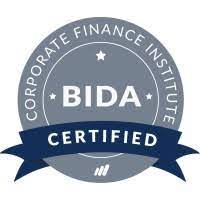 CORPORATE FINANCE INSTITUTE
BIDA
CERTIFIED